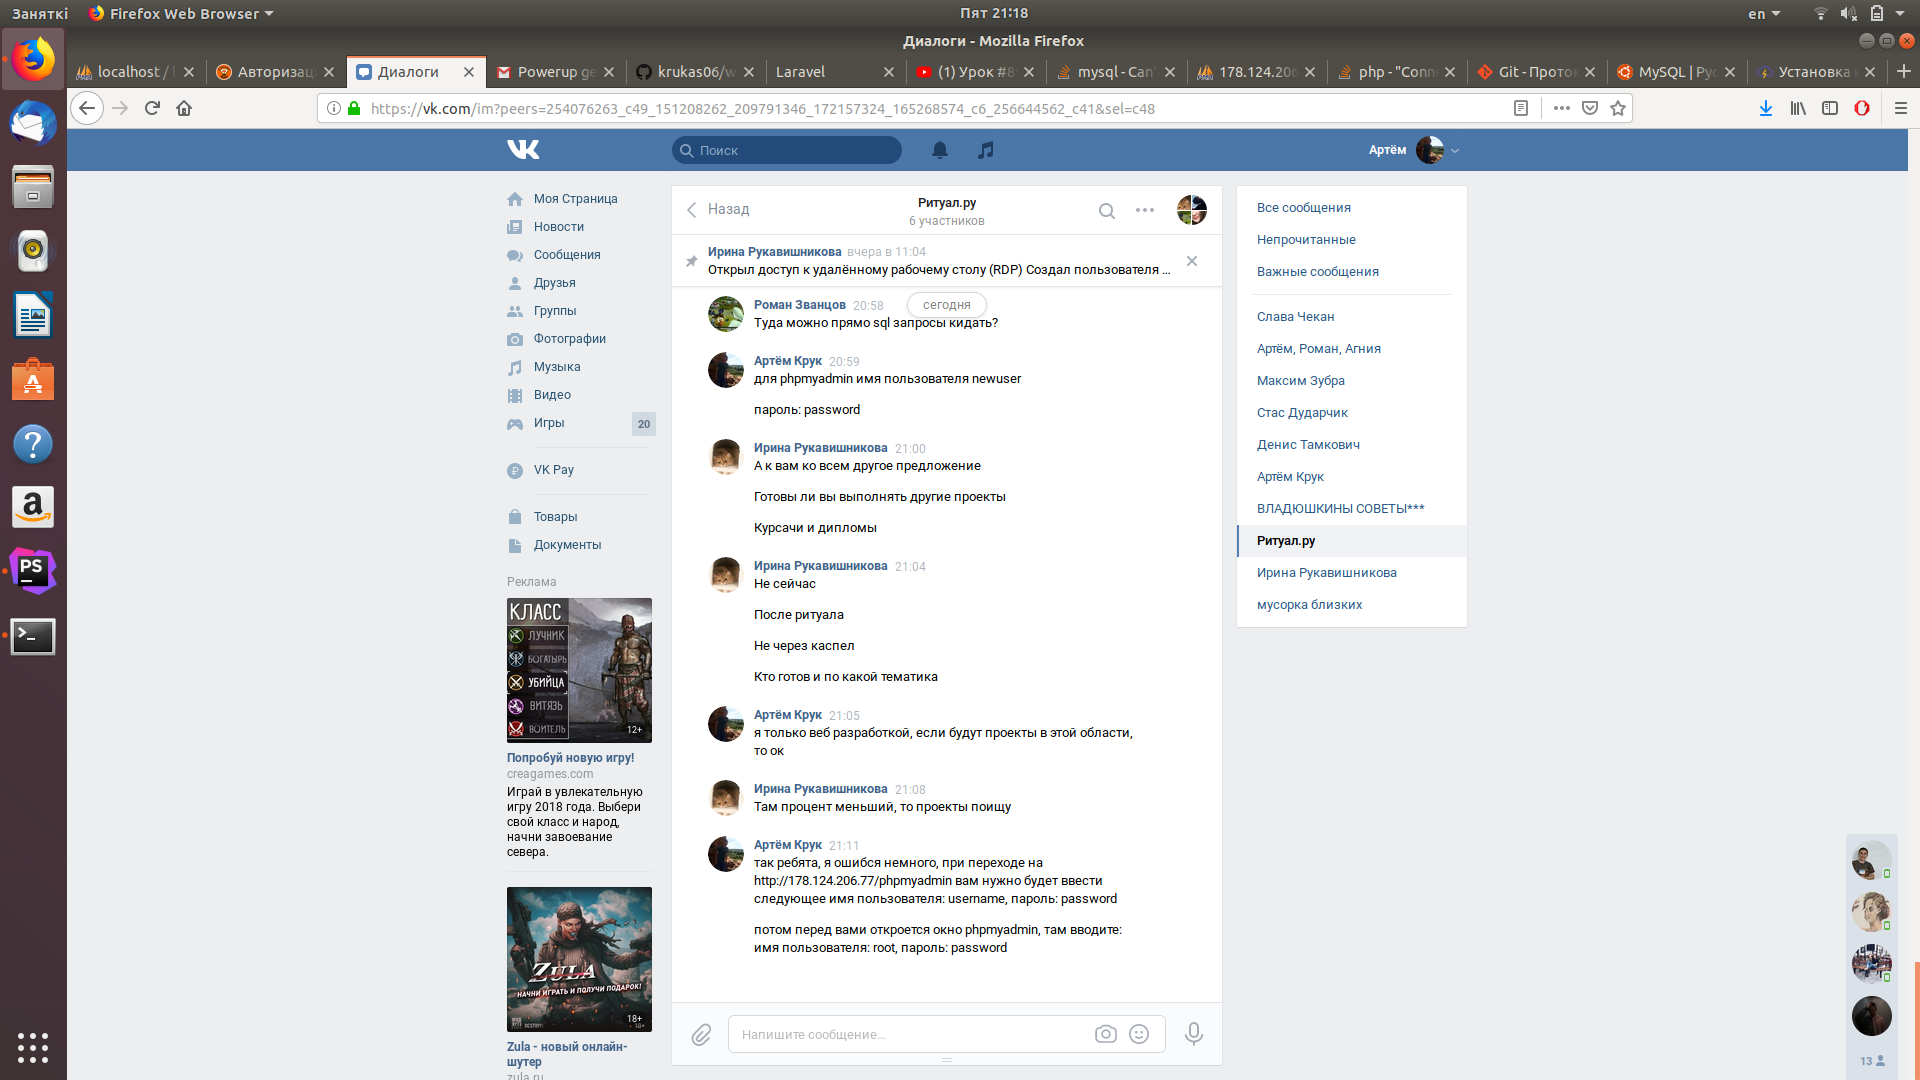 Заняткі
Firefox Web Browser
Пят 21:18
en
Диалоги - Mozilla Firefox
localhost / l
Авторизац
Диалоги
Powerup ge
krukas06/w
Laravel
(1) Урок #8
mysql - Can'
178.124.206
php - "Conn
Git - Проток
MySQL | Рус
Установка и
https://vk.com/im?peers=254076263_c49_151208262_209791346_172157324_165268574_c6_256644562_c41&sel=c48
Поиск
Артём
Моя Страница
Новости
Сообщения
Друзья
Группы
Фотографии
Музыка
Видео
Игры
20
VK Pay
Товары
Документы
Реклама
КЛАСС
ЛУЧНИК
БОГАТЫРЬ
УБИЙЦА
ВИТЯЗЬ
ВОИТЕЛЬ
12+
Попробуй новую игру!
creagames.com
Играй в увлекательную
игру 2018 года. Выбери
свой класс и народ,
начни завоевание
севера.
ZULA
НАЧНИ ИГРАТЬ И ПОЛУЧИ ПОДАРОК!
18+
Zula - новый онлайн-
шутер
zula.ru
Назад
Ритуал.ру
6 участников
Ирина Рукавишникова вчера в 11:04
Открыл доступ к удалённому рабочему столу (RDP) Создал пользователя ...
сегодня
Роман Званцов 20:58
Туда можно прямо sql запросы кидать?
Артём Крук 20:59
для phpmyadmin имя пользователя newuser
пароль: password
Ирина Рукавишникова 21:00
А к вам ко всем другое предложение
Готовы ли вы выполнять другие проекты
Курсачи и дипломы
Ирина Рукавишникова 21:04
Не сейчас
После ритуала
Не через каспел
Кто готов и по какой тематика
Артём Крук 21:05
я только веб разработкой, если будут проекты в этой области,
то ок
Ирина Рукавишникова 21:08
Там процент меньший, то проекты поищу
Артём Крук 21:11
так ребята, я ошибся немного, при переходе на
http://178.124.206.77/phpmyadmin вам нужно будет ввести
следующее имя пользователя: username, пароль: password
потом перед вами откроется окно phpmyadmin, там вводите:
имя пользователя: root, пароль: password
Напишите сообщение...
Все сообщения
Непрочитанные
Важные сообщения
Слава Чекан
Артём, Роман, Агния
Максим Зубра
Стас Дударчик
Денис Тамкович
Артём Крук
ВЛАДЮШКИНЫ СОВЕТЫ***
Ритуал.ру
Ирина Рукавишникова
мусорка близких
13